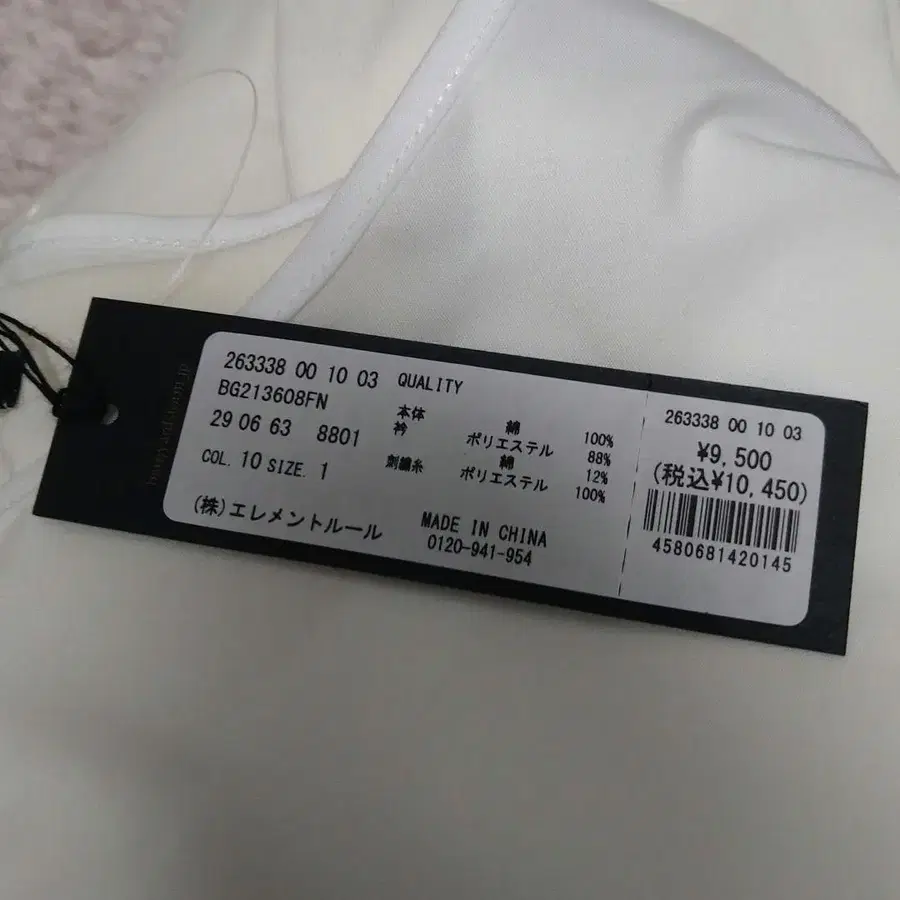 263338 00 10 03 QUALITY
BG213608FN
29 06 63 8801
COL. 10 SIZE. 1
本体 綿 100%
衿 ポリエステル 88%
綿 12%
刺繍糸 ポリエステル 100%
(株)エレメントルール
MADE IN CHINA
0120-941-954
263338 00 10 03
¥9,500
(税込¥10,450)
4580681420145